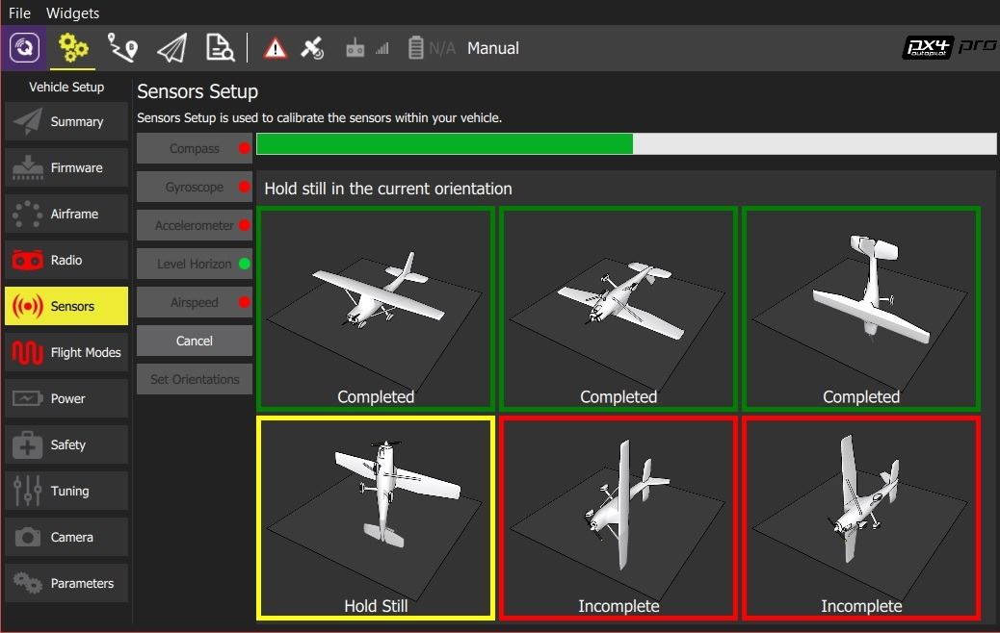 File Widgets
N/A Manual
px4 pro
autopilot
Vehicle Setup
Summary
Firmware
Airframe
Radio
Sensors
Flight Modes
Power
Safety
Tuning
Camera
Parameters
Sensors Setup
Sensors Setup is used to calibrate the sensors within your vehicle.
Compass
Gyroscope
Accelerometer
Level Horizon
Airspeed
Cancel
Set Orientations
Hold still in the current orientation
Completed Completed Completed
Hold Still Incomplete Incomplete